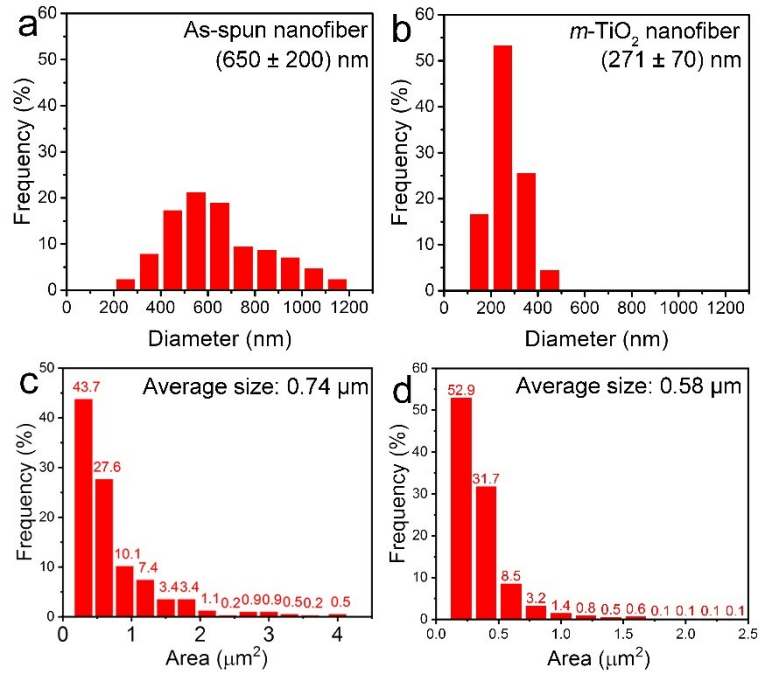 a
As-spun nanofiber
(650 ± 200) nm
Frequency (%)
60
50
40
30
20
10
0
0 200 400 600 800 1000 1200
Diameter (nm)
b
m-TiO2 nanofiber
(271 ± 70) nm
Frequency (%)
60
50
40
30
20
10
0
0 200 400 600 800 1000 1200
Diameter (nm)
c
Average size: 0.74 μm
Frequency (%)
50
40
30
20
10
0
43.7
27.6
10.1
7.4
3.4 3.4
1.1 0.2 0.9 0.9 0.5 0.2 0.5
0 1 2 3 4
Area (μm²)
d
Average size: 0.58 μm
Frequency (%)
60
50
40
30
20
10
0
52.9
31.7
8.5
3.2
1.4 0.8 0.5 0.6 0.1 0.1 0.1 0.1
0.0 0.5 1.0 1.5 2.0 2.5
Area (μm²)